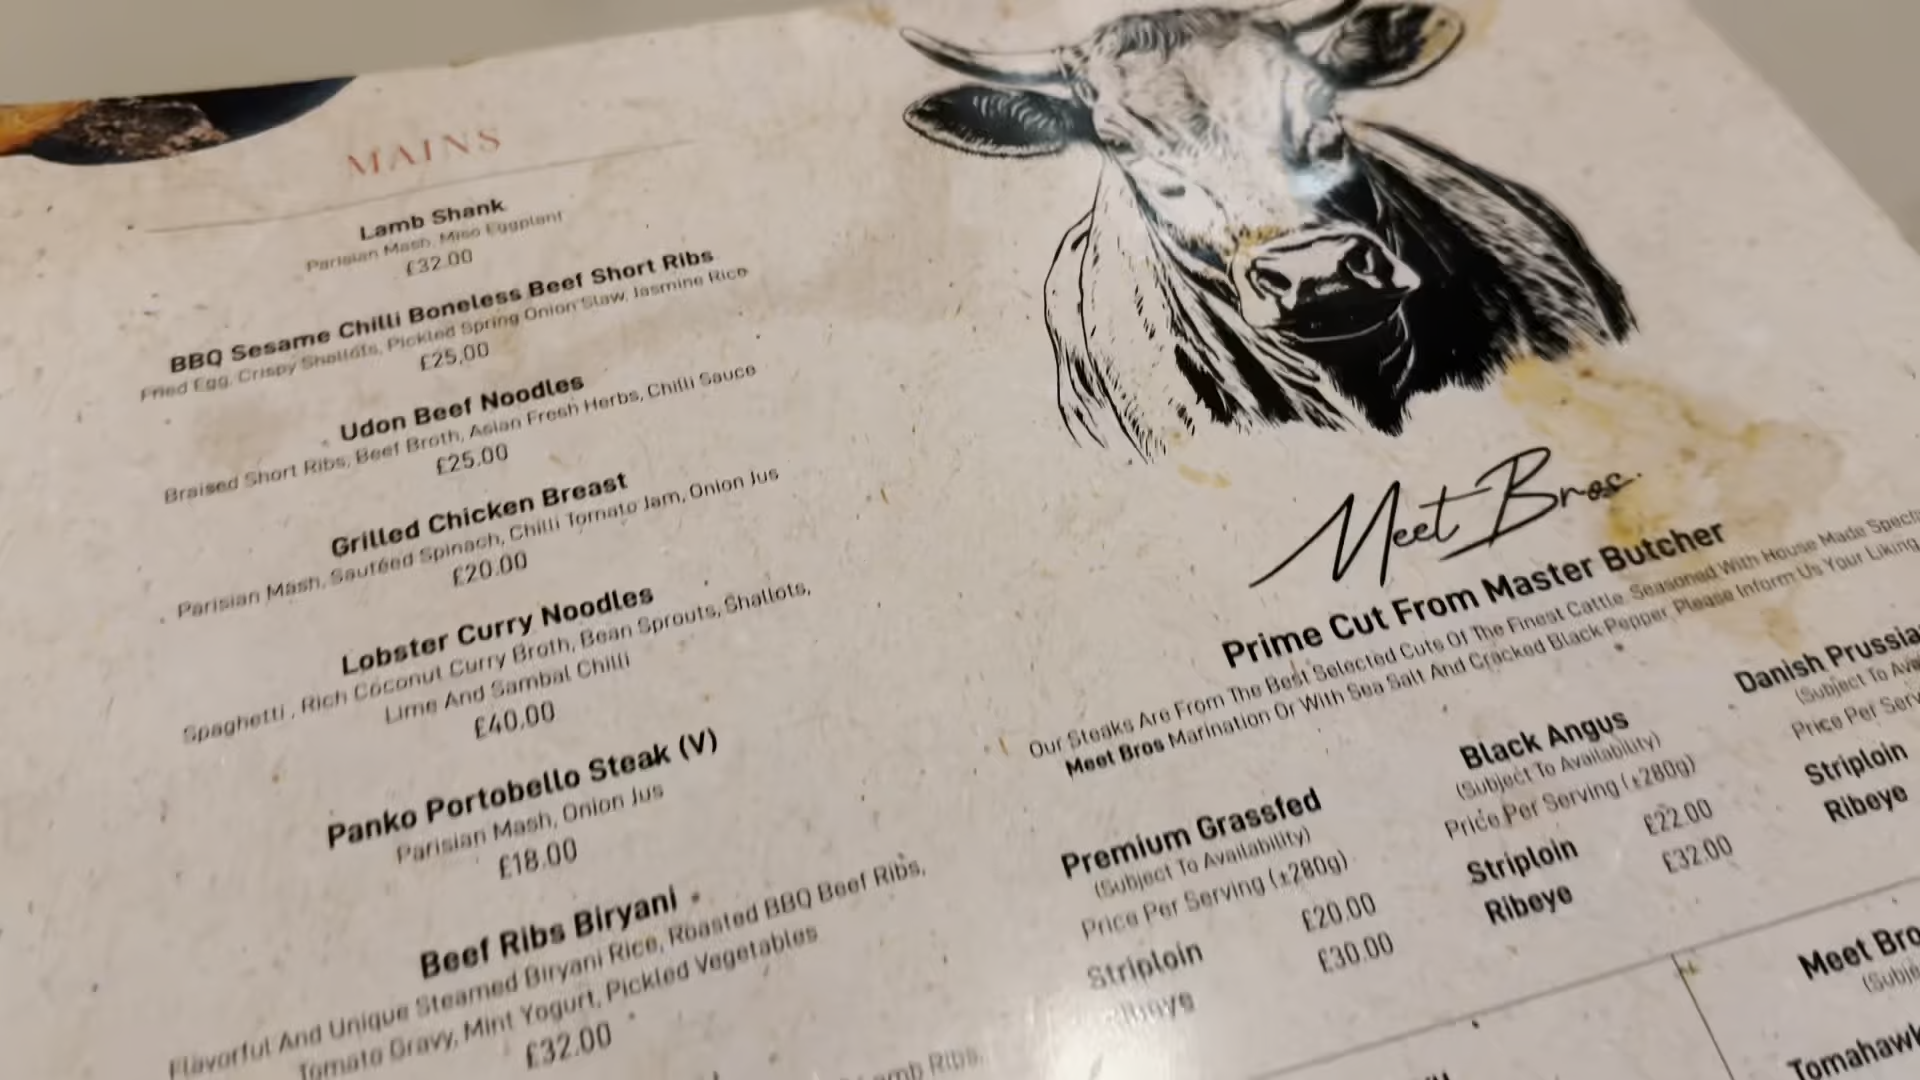 MAINS
Lamb Shank
Parisian Mash, Miso Eggplant
£32.00
BBQ Sesame Chilli Boneless Beef Short Ribs
Fried Egg, Crispy Shallots, Pickled Spring Onion Slaw, Jasmine Rice
£25.00
Udon Beef Noodles
Braised Short Ribs, Beef Broth, Asian Fresh Herbs, Chilli Sauce
£25.00
Grilled Chicken Breast
Parisian Mash, Sautéed Spinach, Chilli Tomato Jam, Onion Jus
£20.00
Lobster Curry Noodles
Spaghetti , Rich Coconut Curry Broth, Bean Sprouts, Shallots,
Lime And Sambal Chilli
£40.00
Panko Portobello Steak (V)
Parisian Mash, Onion Jus
£18.00
Beef Ribs Biryani
Flavorful And Unique Steamed Biryani Rice, Roasted BBQ Beef Ribs,
Tomato Gravy, Mint Yogurt, Pickled Vegetables
£32.00
Lamb Ribs,
Meet Bros.
Prime Cut From Master Butcher
Our Steaks Are From The Best Selected Cuts Of The Finest Cattle. Seasoned With House Made
Meet Bros Marination Or With Sea Salt And Cracked Black Pepper, Please Inform Us Your Liking
Premium Grassfed
(Subject To Availability)
Price Per Serving (±280g)
Striploin £20.00
Ribeye £30.00
Black Angus
(Subject To Availability)
Price Per Serving (±280g)
Striploin £22.00
Ribeye £32.00
Danish
(Subject To
Price Per
Striploin
Ribeye
Meet
Tomahawk